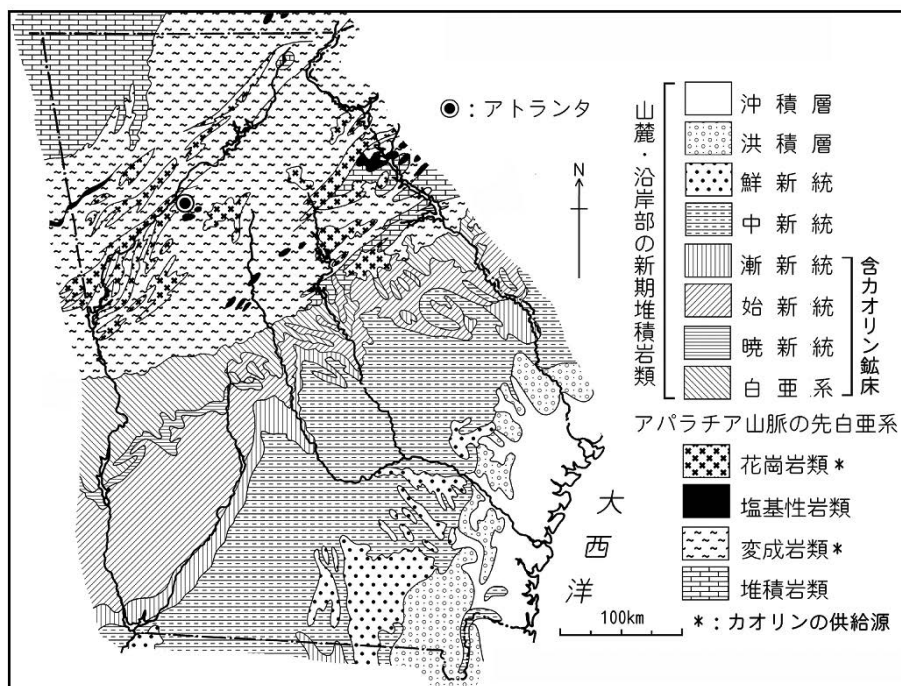 ◉:アトランタ
N
山麓・沿岸部の新期堆積岩類
沖積層
洪積層
鮮新統
中新統
漸新統
始新統
暁新統
白亜系
含カオリン鉱床
アパラチア山脈の先白亜系
花崗岩類*
塩基性岩類
変成岩類*
堆積岩類
*:カオリンの供給源
大西洋
100km